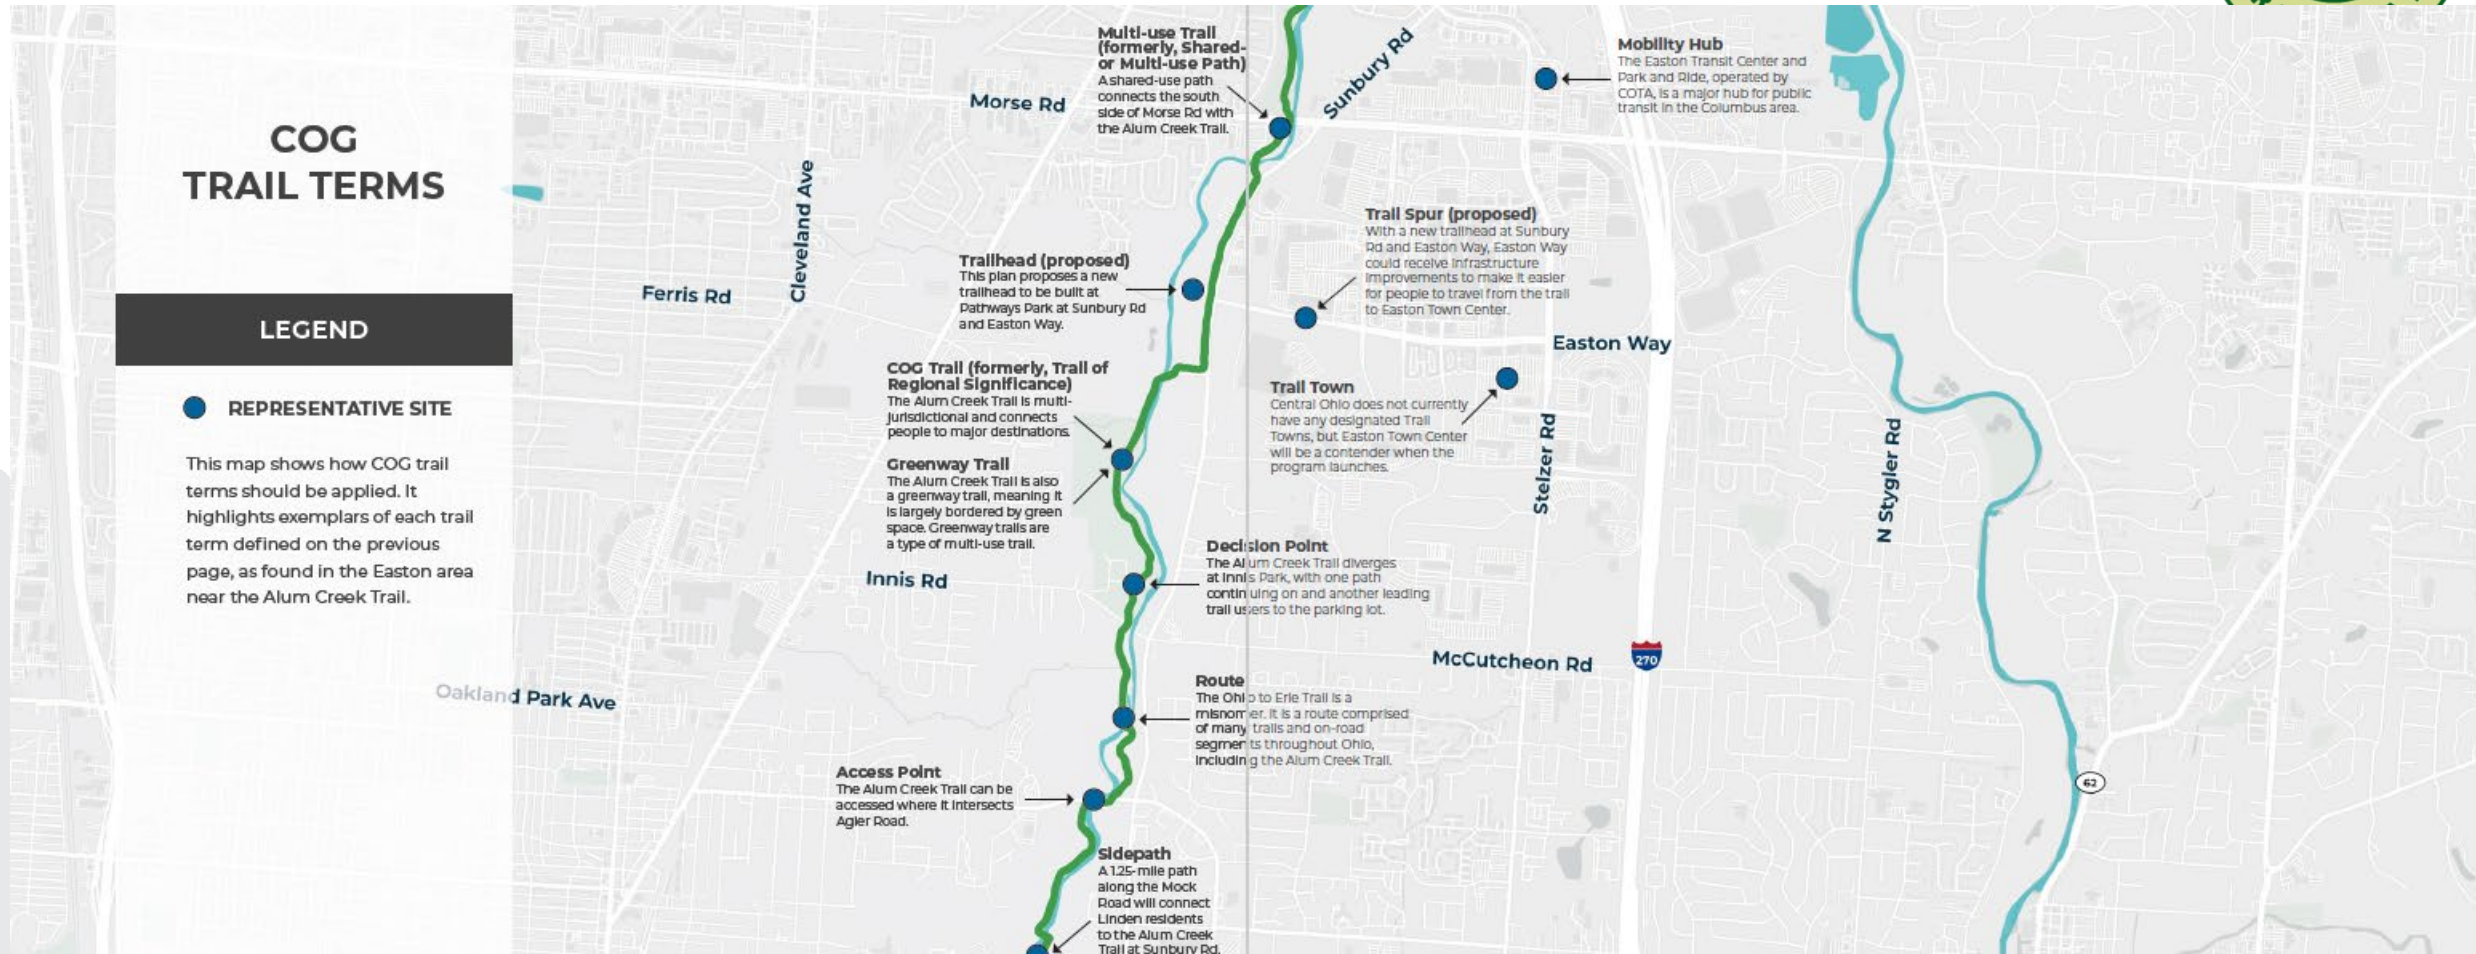 COG
TRAIL TERMS
LEGEND
REPRESENTATIVE SITE
This map shows how COG trail
terms should be applied. It
highlights exemplars of each trail
term defined on the previous
page, as found in the Easton area
near the Alum Creek Trail.
Multi-use Trail
(formerly, Shared-
or Multi-use Path)
A shared-use path
connects the south
side of Morse Rd with
the Alum Creek Trail.
Morse Rd
Sunbury Rd
Mobility Hub
The Easton Transit Center and
Park and Ride, operated by
COTA, is a major hub for public
transit in the Columbus area.
Cleveland Ave
Ferris Rd
Trailhead (proposed)
This plan proposes a new
trailhead to be built at
Pathways Park at Sunbury Rd
and Easton Way.
Trail Spur (proposed)
With a new trailhead at Sunbury
Rd and Easton Way, Easton Way
could receive infrastructure
improvements to make it easier
for people to travel from the trail
to Easton Town Center.
Easton Way
COG Trail (formerly, Trail of
Regional Significance)
The Alum Creek Trail is multi-
jurisdictional and connects
people to major destinations.
Trail Town
Central Ohio does not currently
have any designated Trail
Towns, but Easton Town Center
will be a contender when the
program launches.
Stelzer Rd
N Stygler Rd
Greenway Trail
The Alum Creek Trail is also
a greenway trail, meaning it
is largely bordered by green
space. Greenway trails are
a type of multi-use trail.
Innis Rd
Decision Point
The Alum Creek Trail diverges
at Innis Park, with one path
continuing on and another leading
trail users to the parking lot.
McCutcheon Rd
270
Oakland Park Ave
Route
The Ohio to Erie Trail is a
misnomer. It is a route comprised
of many trails and on-road
segments throughout Ohio,
including the Alum Creek Trail.
62
Access Point
The Alum Creek Trail can be
accessed where it intersects
Agler Road.
Sidepath
A 1.25-mile path
along the Mock
Road will connect
Linden residents
to the Alum Creek
Trail at Sunbury Rd.